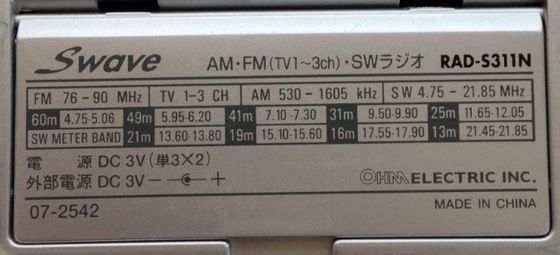 Swave AM・FM(TV1~3ch)・SWラジオ RAD-S311N
FM 76-90 MHz TV 1-3 CH AM 530-1605 kHz SW 4.75-21.85 MHz
60m 4.75-5.06 49m 5.95-6.20 41m 7.10-7.30 31m 9.50-9.90 25m 11.65-12.05
SW METER BAND 21m 13.60-13.80 19m 15.10-15.60 16m 17.55-17.90 13m 21.45-21.85
電 源 DC 3V(単3×2)
外部電源 DC 3V
OHM ELECTRIC INC.
07-2542 MADE IN CHINA